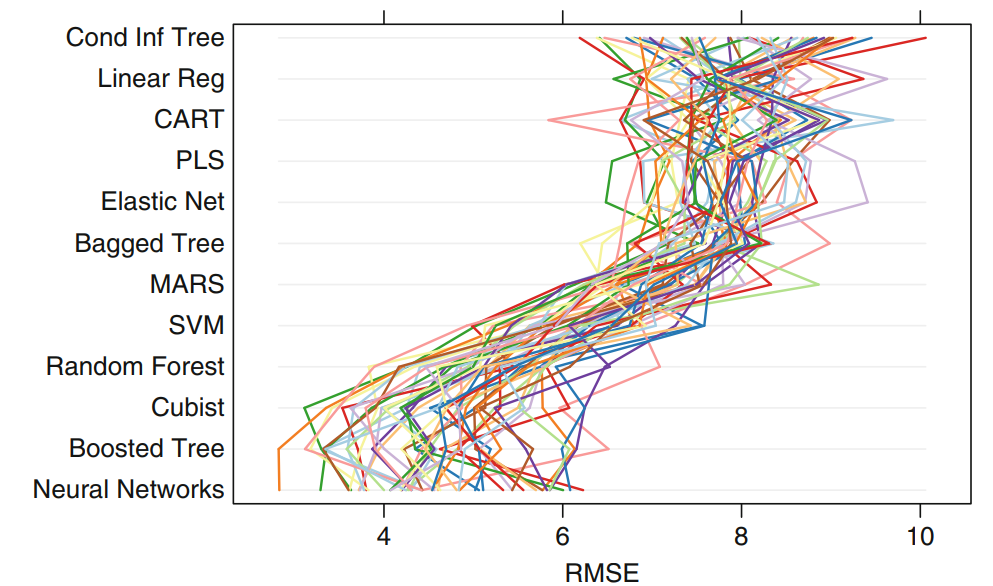 Cond Inf Tree
Linear Reg
CART
PLS
Elastic Net
Bagged Tree
MARS
SVM
Random Forest
Cubist
Boosted Tree
Neural Networks
4 6 8 10
RMSE